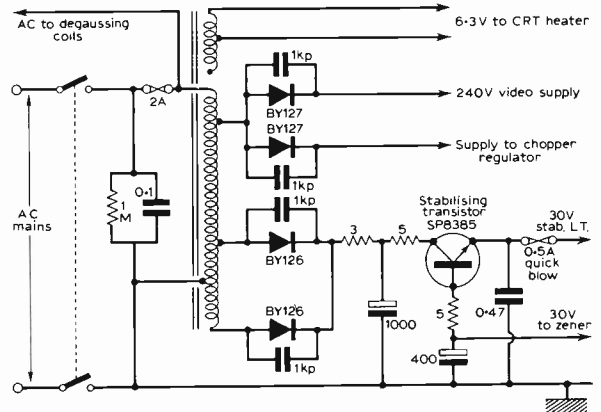 AC to degaussing
coils
6·3V to CRT heater
1kp
2A
BY127
240V video supply
BY127
Supply to chopper
regulator
1kp
AC
mains
1
M
0·1
1kp
BY126
Stabilising
transistor
SP8385
3
5
30V
stab. L.T.
0·5A
quick
blow
BY126
1kp
1000
5
0·47
30V
to zener
400